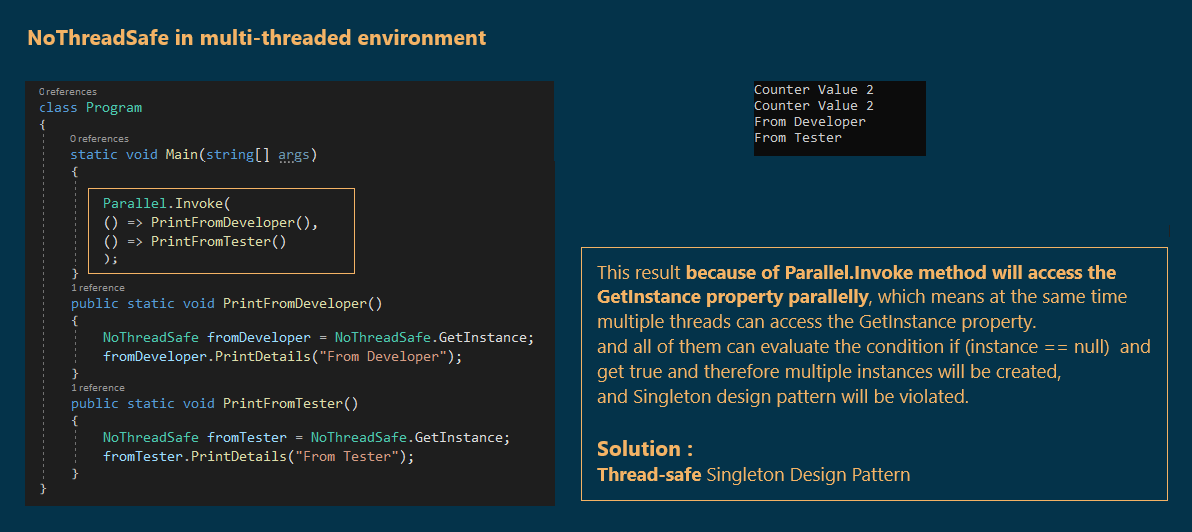 NoThreadSafe in multi-threaded environment
0 references
class Program
{
0 references
static void Main(string[] args)
{
Parallel.Invoke(
() => PrintFromDeveloper(),
() => PrintFromTester()
);
}
1 reference
public static void PrintFromDeveloper()
{
NoThreadSafe fromDeveloper = NoThreadSafe.GetInstance;
fromDeveloper.PrintDetails("From Developer");
}
1 reference
public static void PrintFromTester()
{
NoThreadSafe fromTester = NoThreadSafe.GetInstance;
fromTester.PrintDetails("From Tester");
}
}
Counter Value 2
Counter Value 2
From Developer
From Tester
This result because of Parallel.Invoke method will access the
GetInstance property parallelly, which means at the same time
multiple threads can access the GetInstance property.
and all of them can evaluate the condition if (instance == null) and
get true and therefore multiple instances will be created,
and Singleton design pattern will be violated.
Solution :
Thread-safe Singleton Design Pattern